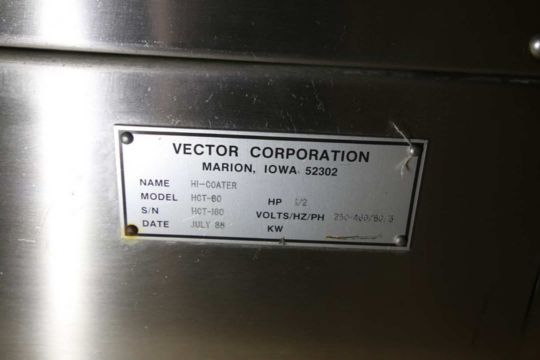 VECTOR CORPORATION
MARION, IOWA 52302
NAME HI-COATER
MODEL HCT-60 HP 1/2
S/N HCT-160 VOLTS/HZ/PH 230-460/60/3
DATE JULY 88 KW